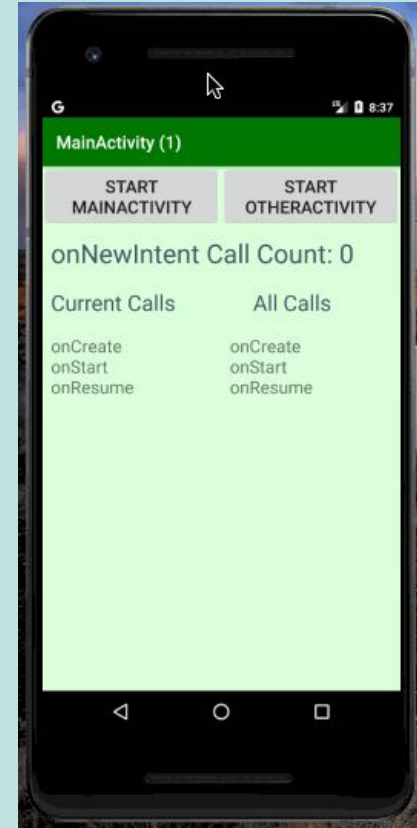 G LTE 8:37
MainActivity (1)
START
MAINACTIVITY
START
OTHERACTIVITY
onNewIntent Call Count: 0
Current Calls
All Calls
onCreate
onStart
onResume
onCreate
onStart
onResume